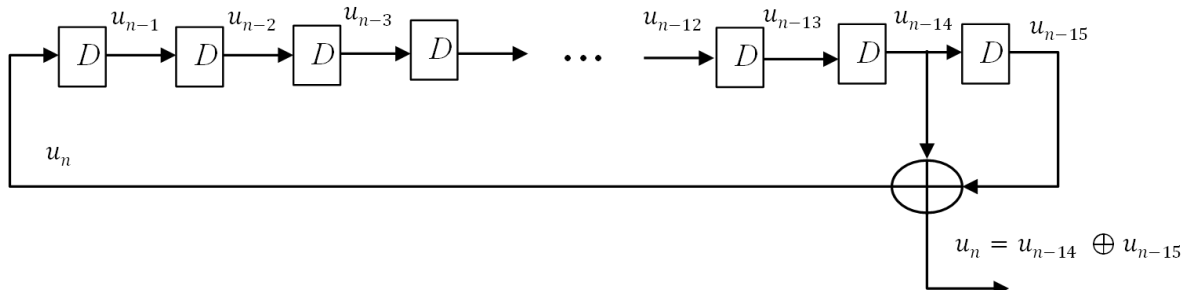 u_{n-1} u_{n-2} u_{n-3} u_{n-12} u_{n-13} u_{n-14} u_{n-15}
D D D D ... D D D
u_n
u_n = u_{n-14} ⊕ u_{n-15}